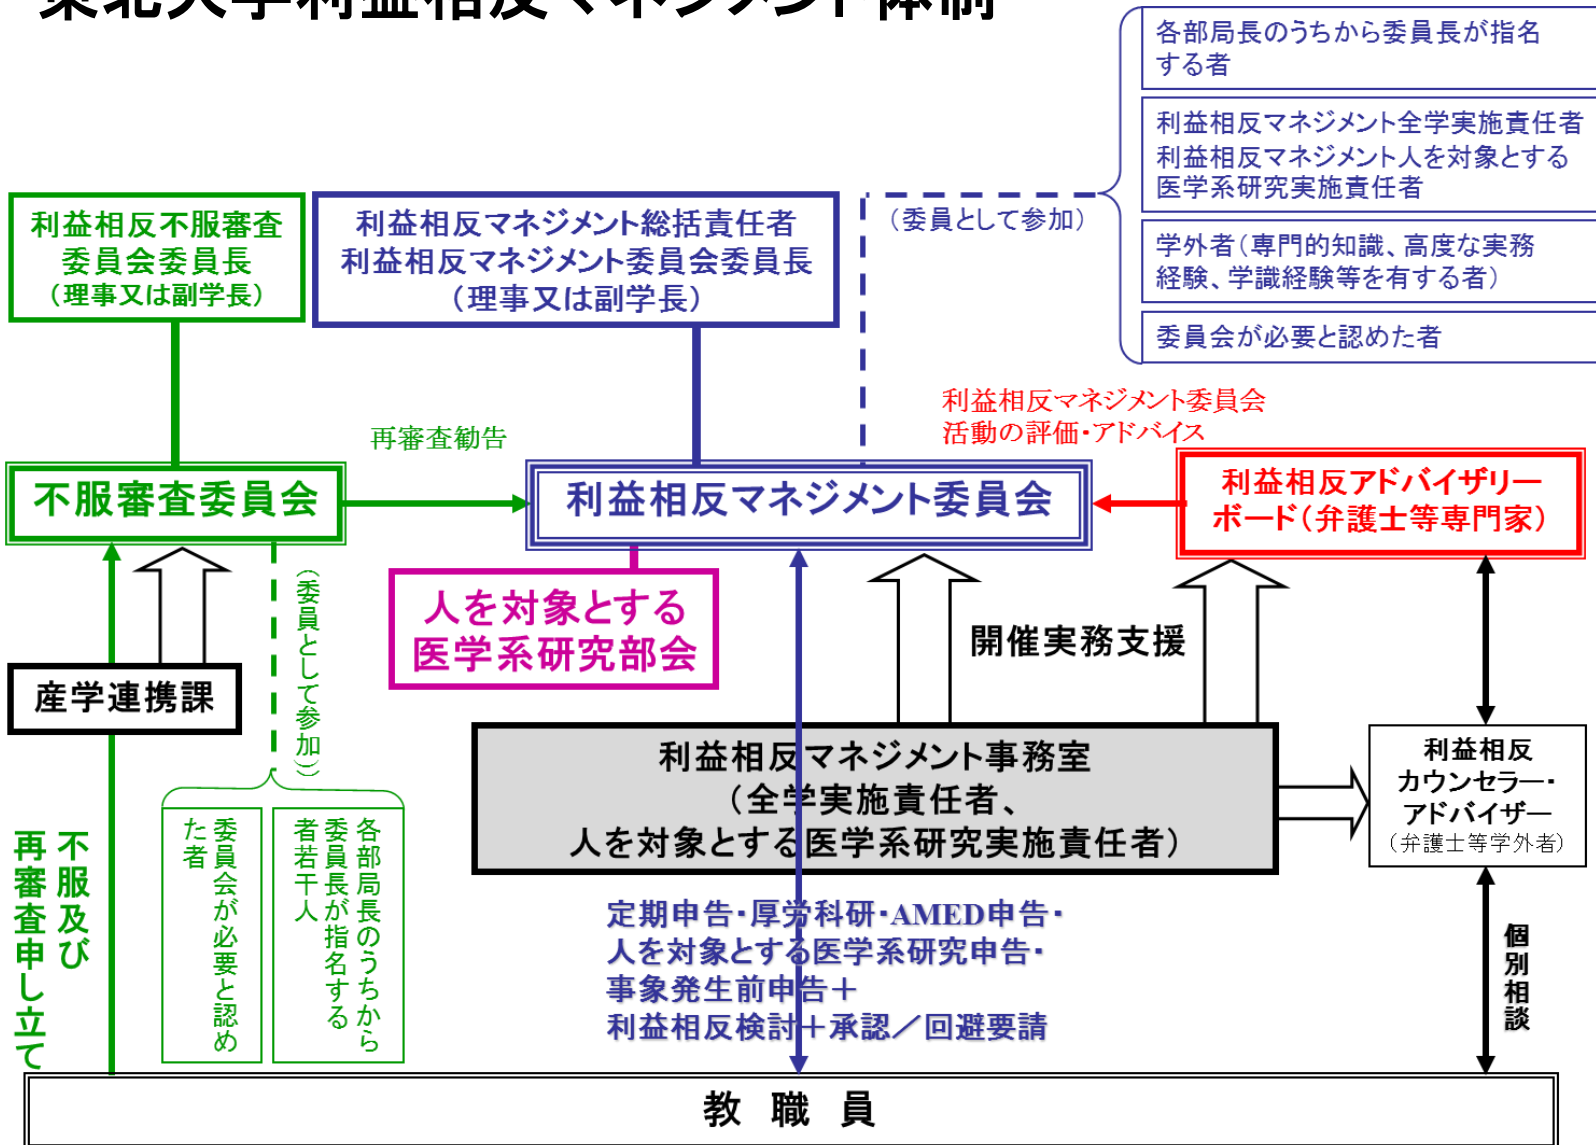 東北大学利益相反マネジメント体制
各部局長のうちから委員長が指名
する者
利益相反マネジメント全学実施責任者
利益相反マネジメント人を対象とする
医学系研究実施責任者
学外者（専門的知識、高度な実務
経験、学識経験等を有する者）
委員会が必要と認めた者
（委員として参加）
利益相反不服審査
委員会委員長
（理事又は副学長）
利益相反マネジメント総括責任者
利益相反マネジメント委員会委員長
（理事又は副学長）
再審査勧告
利益相反マネジメント委員会
活動の評価・アドバイス
不服審査委員会
利益相反マネジメント委員会
利益相反アドバイザリー
ボード（弁護士等専門家）
人を対象とする
医学系研究部会
（委員として参加）
開催実務支援
産学連携課
利益相反マネジメント事務室
（全学実施責任者、
人を対象とする医学系研究実施責任者）
利益相反
カウンセラー・
アドバイザー
（弁護士等学外者）
不服及び
再審査申し立て
委員会が必要と認め
た者
各部局長のうちから
委員長が指名する
者若干人
定期申告・厚労科研・AMED申告・
人を対象とする医学系研究申告・
事象発生前申告＋
利益相反検討＋承認／回避要請
個別相談
教 職 員